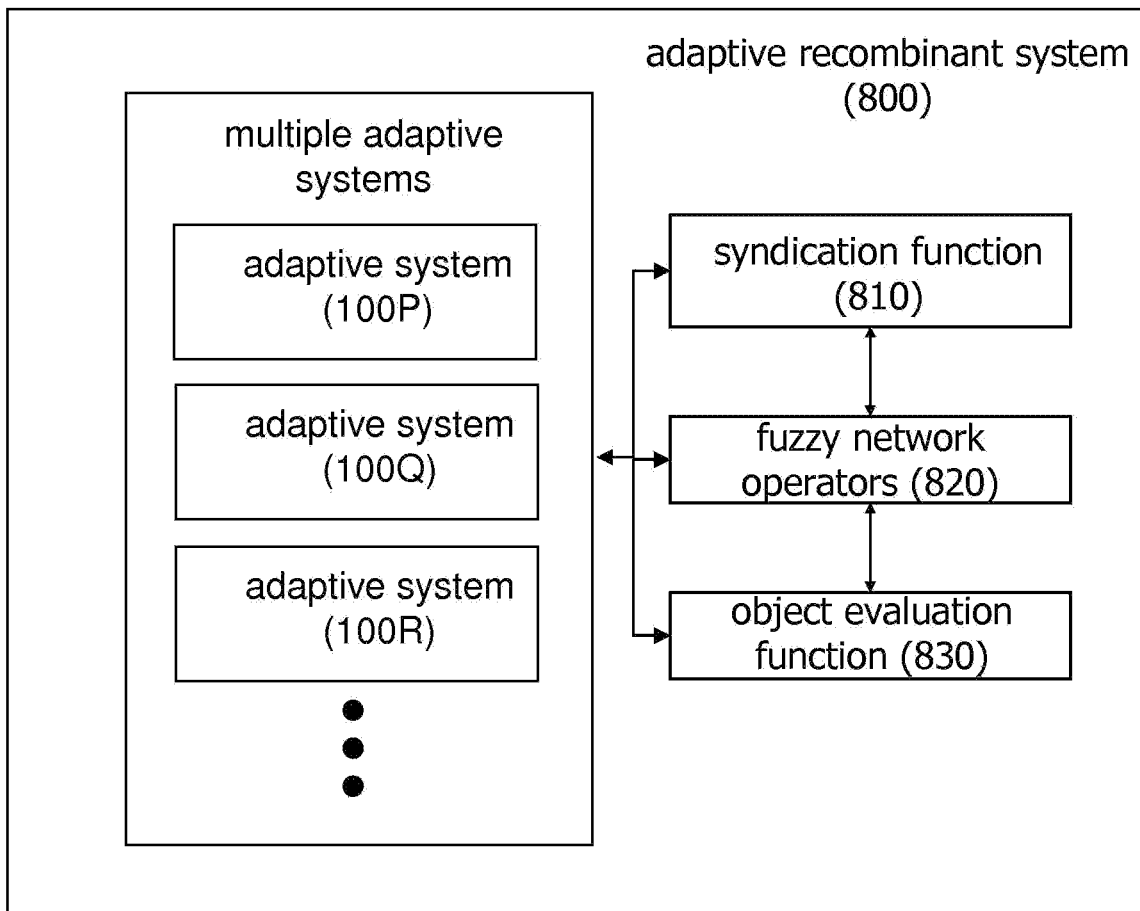 adaptive recombinant system
(800)
multiple adaptive
systems
adaptive system
(100P)
adaptive system
(100Q)
adaptive system
(100R)
syndication function
(810)
fuzzy network
operators (820)
object evaluation
function (830)